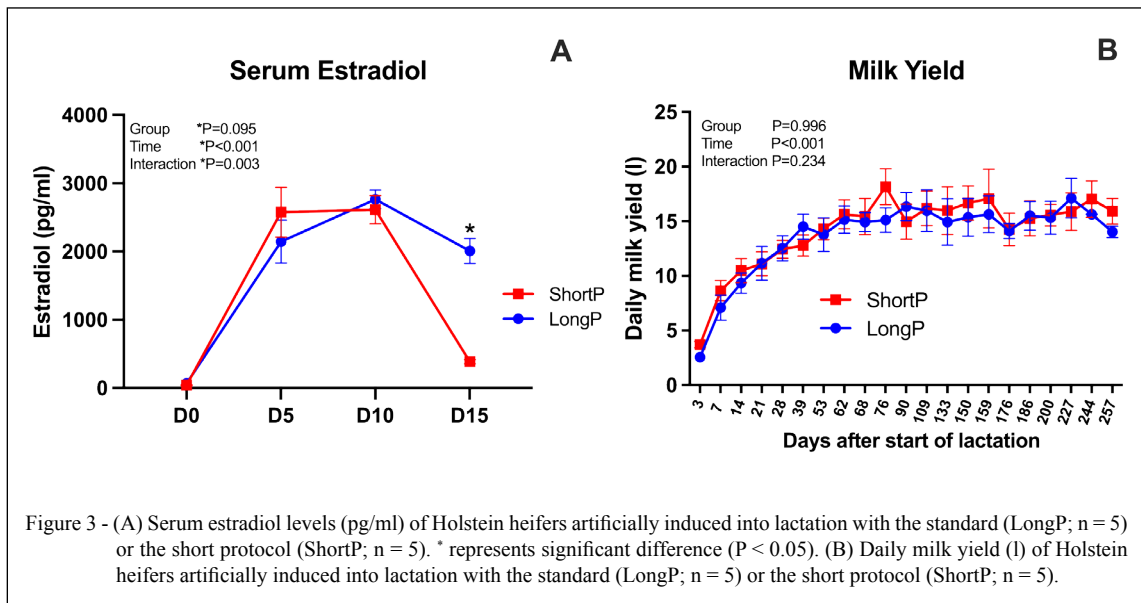 A
Serum Estradiol
Group *P=0.095
Time *P<0.001
Interaction *P=0.003
Estradiol (pg/ml)
4000
3000
2000
1000
0
*
ShortP
LongP
D0 D5 D10 D15
B
Milk Yield
Group P=0.996
Time P<0.001
Interaction P=0.234
Daily milk yield (l)
25
20
15
10
5
0
ShortP
LongP
3 7 14 21 28 39 53 62 68 76 90 109 133 150 159 176 186 200 227 244 257
Days after start of lactation
Figure 3 - (A) Serum estradiol levels (pg/ml) of Holstein heifers artificially induced into lactation with the standard (LongP; n = 5)
or the short protocol (ShortP; n = 5). * represents significant difference (P < 0.05). (B) Daily milk yield (l) of Holstein
heifers artificially induced into lactation with the standard (LongP; n = 5) or the short protocol (ShortP; n = 5).